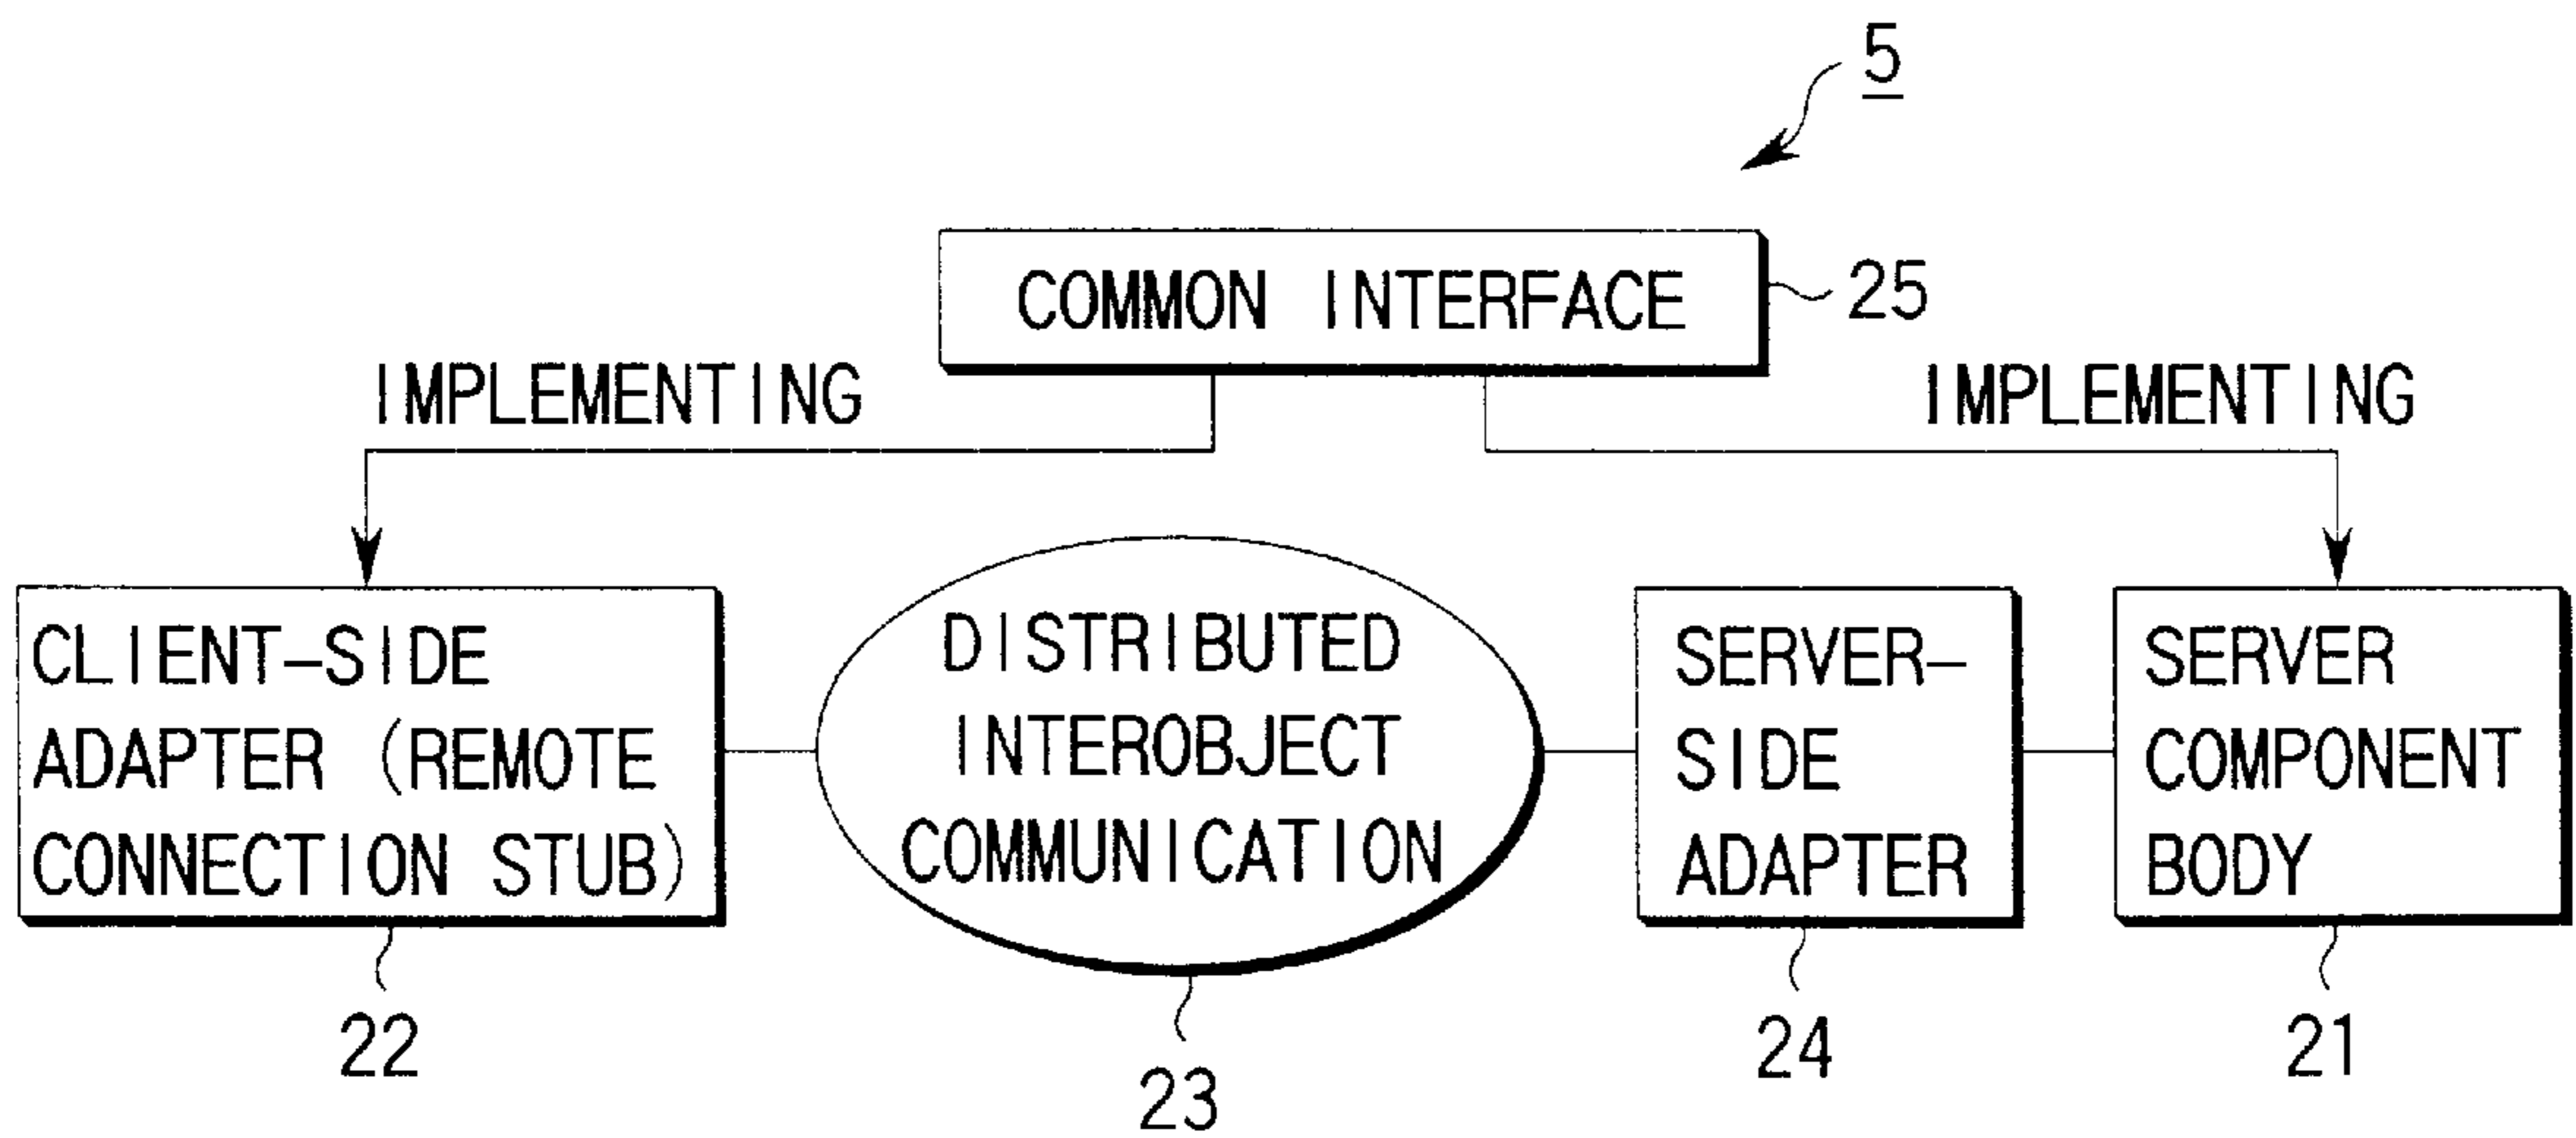 5
COMMON INTERFACE
25
IMPLEMENTING
IMPLEMENTING
CLIENT-SIDE
ADAPTER (REMOTE
CONNECTION STUB)
DISTRIBUTED
INTEROBJECT
COMMUNICATION
SERVER-
SIDE
ADAPTER
SERVER
COMPONENT
BODY
22
23
24
21